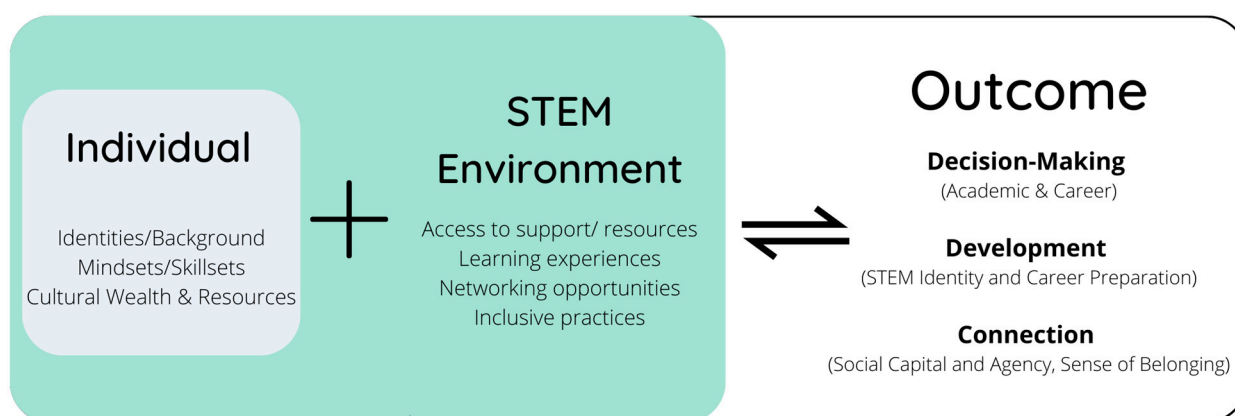 Individual
Identities/Background
Mindsets/Skillsets
Cultural Wealth & Resources
+
STEM
Environment
Access to support/ resources
Learning experiences
Networking opportunities
Inclusive practices
Outcome
Decision-Making
(Academic & Career)
Development
(STEM Identity and Career Preparation)
Connection
(Social Capital and Agency, Sense of Belonging)